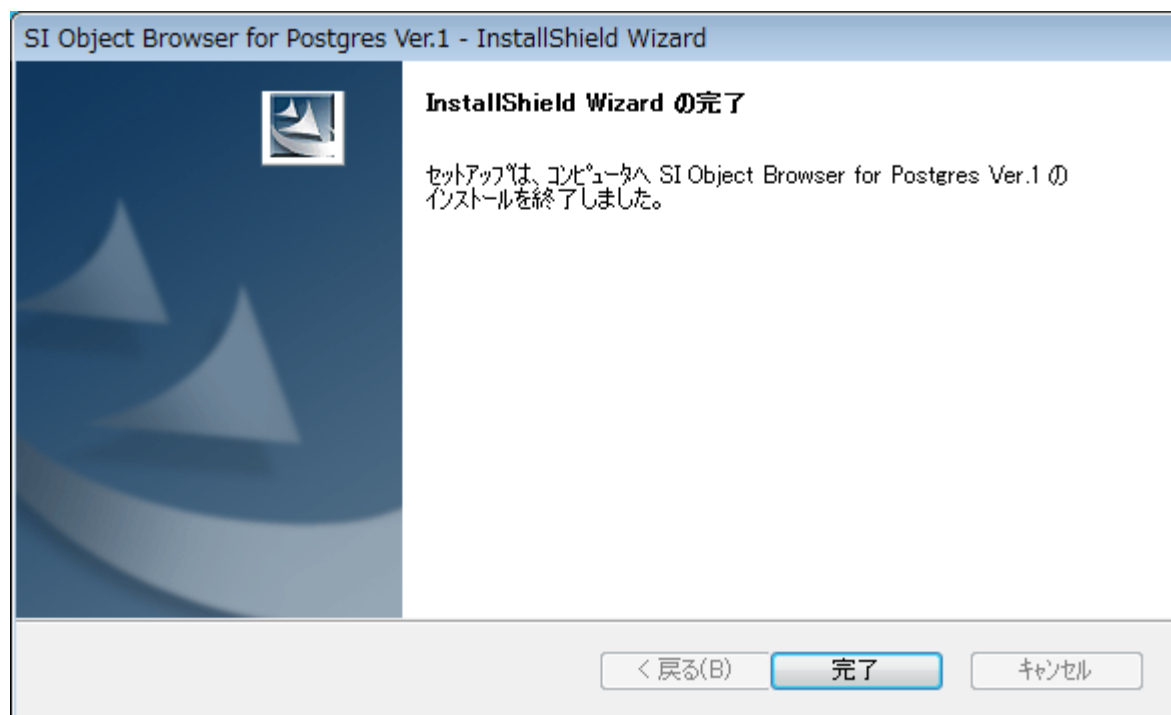 SI Object Browser for Postgres Ver.1 - InstallShield Wizard
InstallShield Wizard の完了
ｾｯﾄｱｯﾌﾟは、ｺﾝﾋﾟｭｰﾀへ SI Object Browser for Postgres Ver.1 の
ｲﾝｽﾄｰﾙを終了しました。
< 戻る(B)
完了
ｷｬﾝｾﾙ